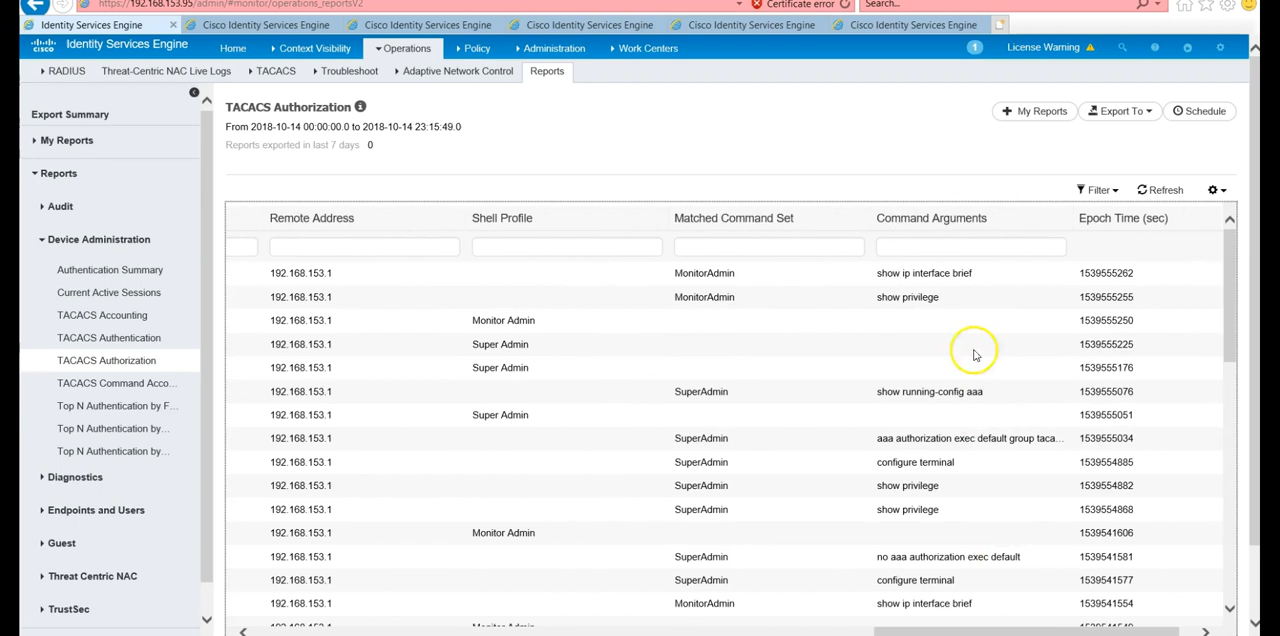 https://192.168.153.95/admin/#monitor/operations_reportsV2 Certificate error Search...
Identity Services Engine Cisco Identity Services Engine Cisco Identity Services Engine Cisco Identity Services Engine Cisco Identity Services Engine Cisco Identity Services Engine
cisco Identity Services Engine Home Context Visibility Operations Policy Administration Work Centers 1 License Warning
RADIUS Threat-Centric NAC Live Logs TACACS Troubleshoot Adaptive Network Control Reports
Export Summary
My Reports
Reports
Audit
Device Administration
Authentication Summary
Current Active Sessions
TACACS Accounting
TACACS Authentication
TACACS Authorization
TACACS Command Acco...
Top N Authentication by F...
Top N Authentication by...
Top N Authentication by...
Diagnostics
Endpoints and Users
Guest
Threat Centric NAC
TrustSec
TACACS Authorization
From 2018-10-14 00:00:00.0 to 2018-10-14 23:15:49.0
Reports exported in last 7 days 0
My Reports Export To Schedule
Filter Refresh
Remote Address Shell Profile Matched Command Set Command Arguments Epoch Time (sec)
192.168.153.1 MonitorAdmin show ip interface brief 1539555262
192.168.153.1 MonitorAdmin show privilege 1539555255
192.168.153.1 Monitor Admin 1539555250
192.168.153.1 Super Admin 1539555225
192.168.153.1 Super Admin 1539555176
192.168.153.1 SuperAdmin show running-config aaa 1539555076
192.168.153.1 Super Admin 1539555051
192.168.153.1 SuperAdmin aaa authorization exec default group taca... 1539555034
192.168.153.1 SuperAdmin configure terminal 1539554885
192.168.153.1 SuperAdmin show privilege 1539554882
192.168.153.1 SuperAdmin show privilege 1539554868
192.168.153.1 Monitor Admin 1539541606
192.168.153.1 SuperAdmin no aaa authorization exec default 1539541581
192.168.153.1 SuperAdmin configure terminal 1539541577
192.168.153.1 MonitorAdmin show ip interface brief 1539541554
192.168.153.1 Monitor Admin